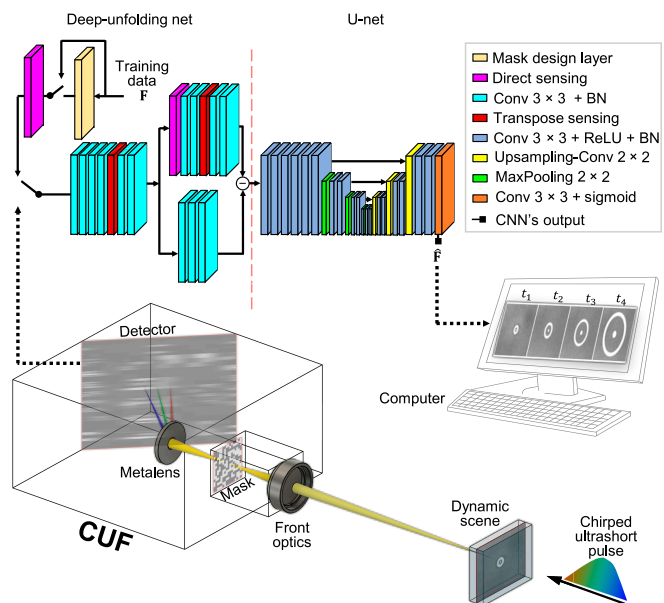 Deep-unfolding net
U-net
Training
data
F
Mask design layer
Direct sensing
Conv 3 × 3 + BN
Transpose sensing
Conv 3 × 3 + ReLU + BN
Upsampling-Conv 2 × 2
MaxPooling 2 × 2
Conv 3 × 3 + sigmoid
CNN's output
F̂
t₁
t₂
t₃
t₄
Detector
Computer
Metalens
Mask
CUF
Front
optics
Dynamic
scene
Chirped
ultrashort
pulse